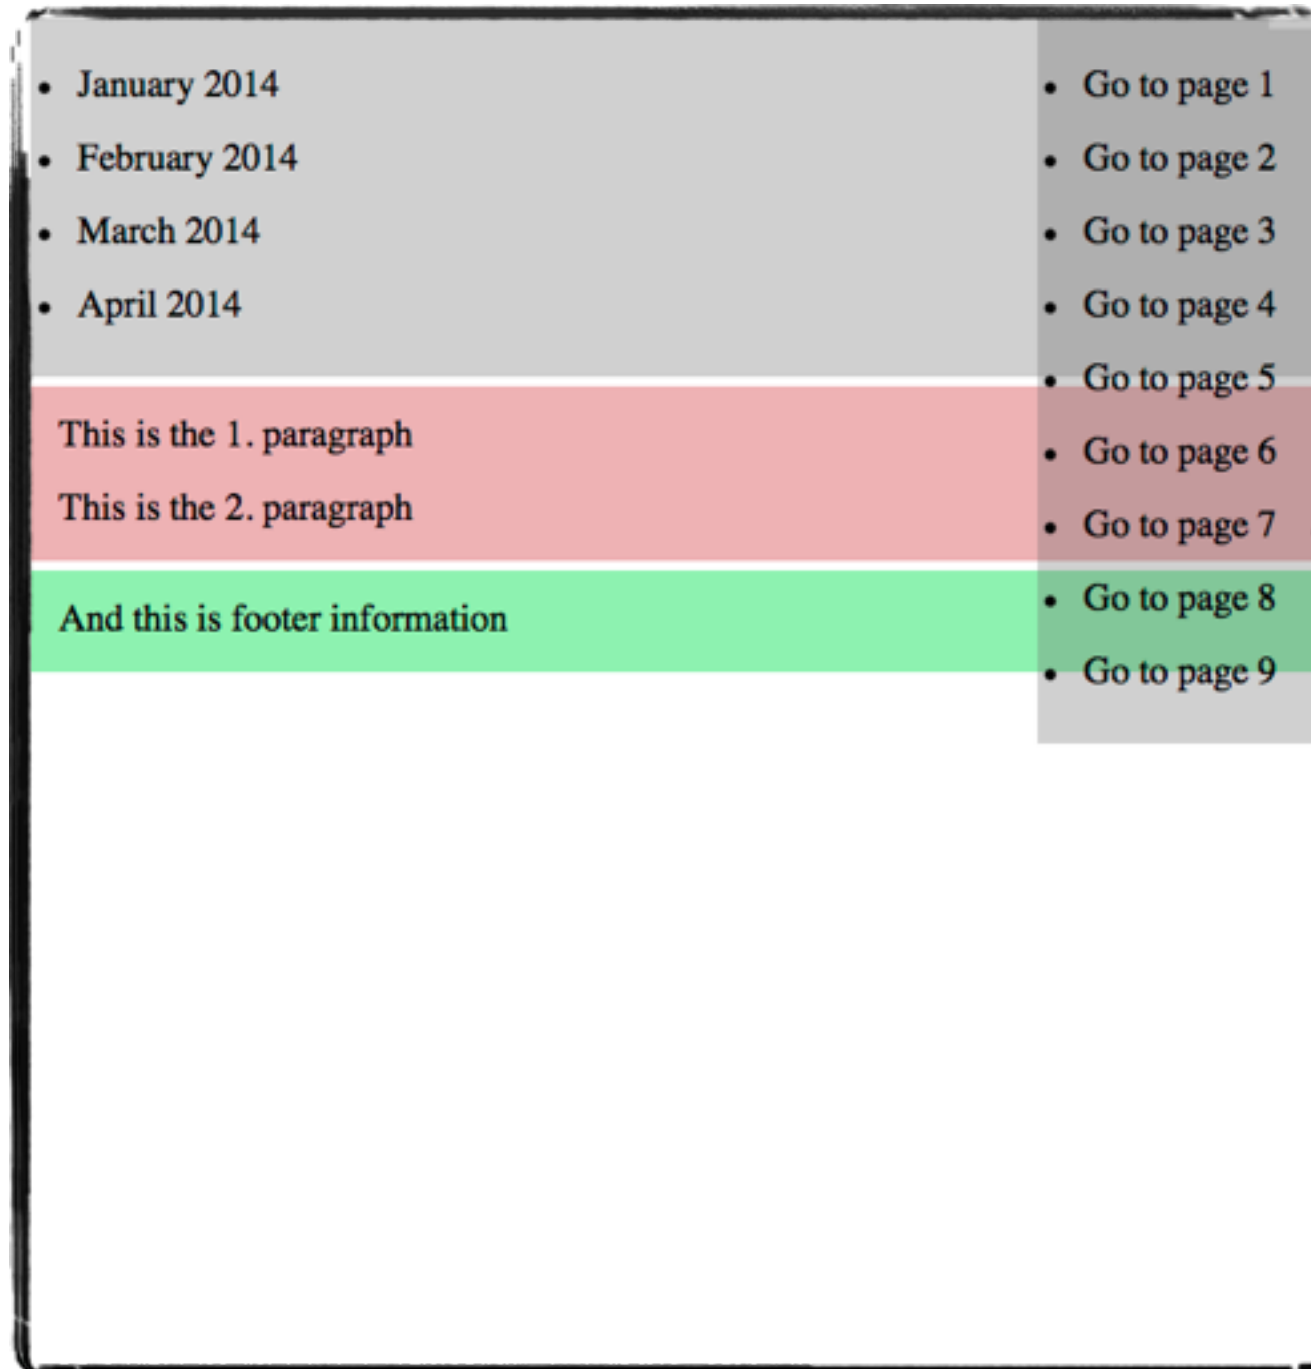 January 2014
February 2014
March 2014
April 2014
This is the 1. paragraph
This is the 2. paragraph
And this is footer information
Go to page 1
Go to page 2
Go to page 3
Go to page 4
Go to page 5
Go to page 6
Go to page 7
Go to page 8
Go to page 9